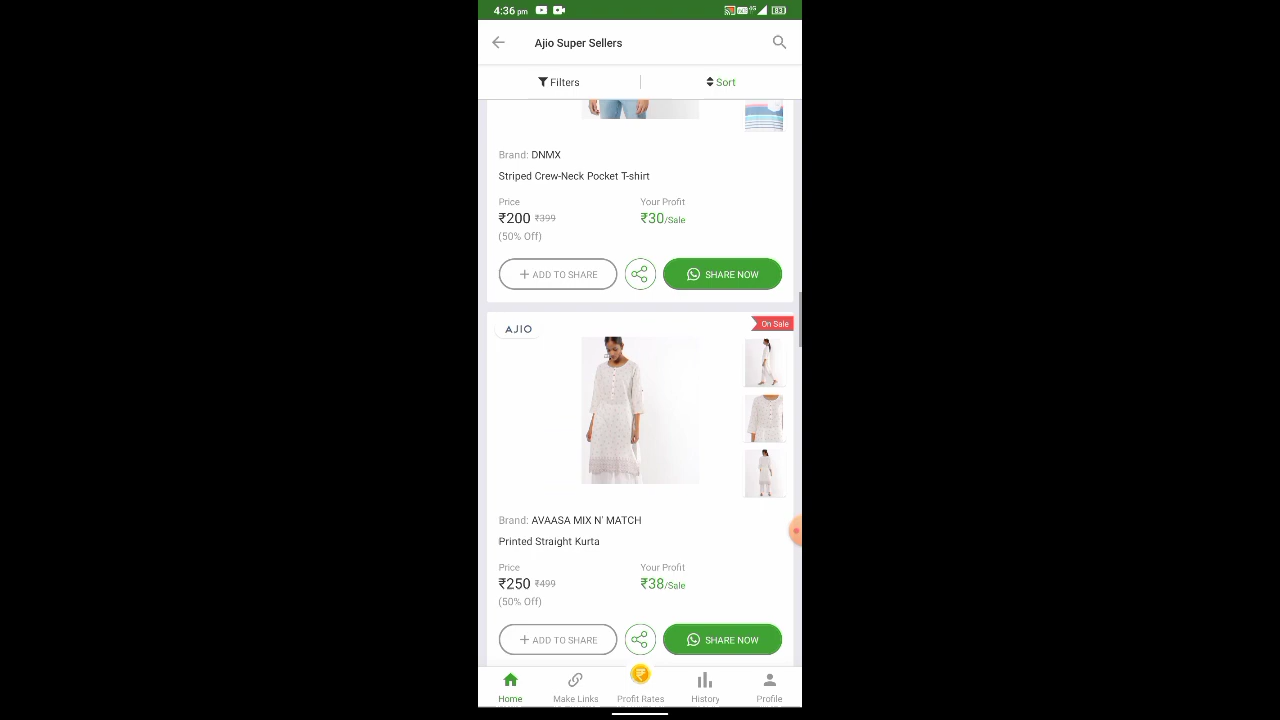 4:36 pm
83
Ajio Super Sellers
Filters
Sort
Brand: DNMX
Striped Crew-Neck Pocket T-shirt
Price
Your Profit
₹200 ₹399
₹30/Sale
(50% Off)
+ ADD TO SHARE
SHARE NOW
AJIO
On Sale
Brand: AVAASA MIX N' MATCH
Printed Straight Kurta
Price
Your Profit
₹250 ₹499
₹38/Sale
(50% Off)
+ ADD TO SHARE
SHARE NOW
Home
Make Links
Profit Rates
History
Profile